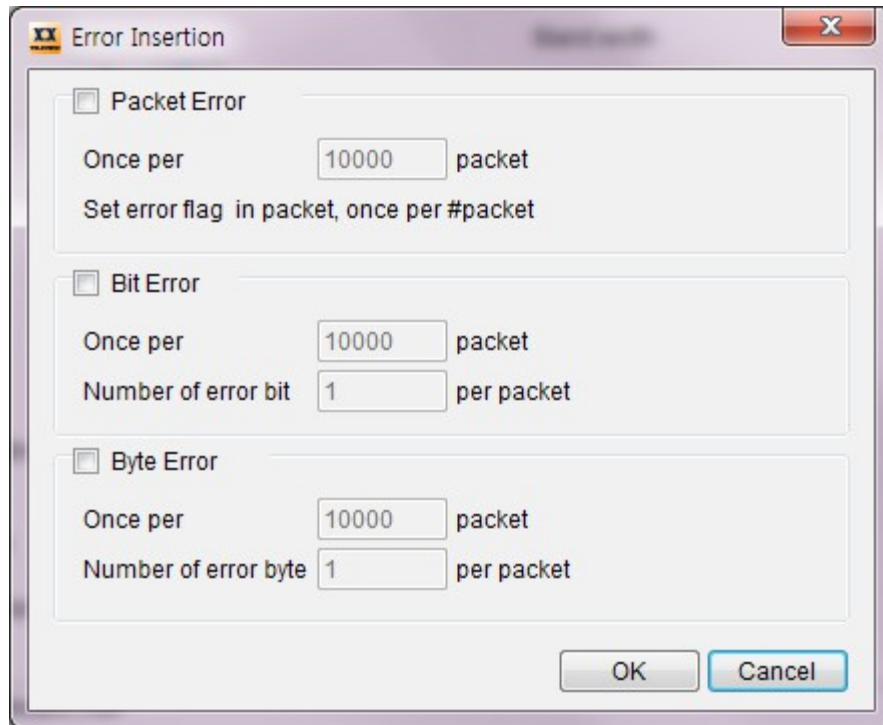 XX
Error Insertion
Packet Error
Once per 10000 packet
Set error flag in packet, once per #packet
Bit Error
Once per 10000 packet
Number of error bit 1 per packet
Byte Error
Once per 10000 packet
Number of error byte 1 per packet
OK Cancel